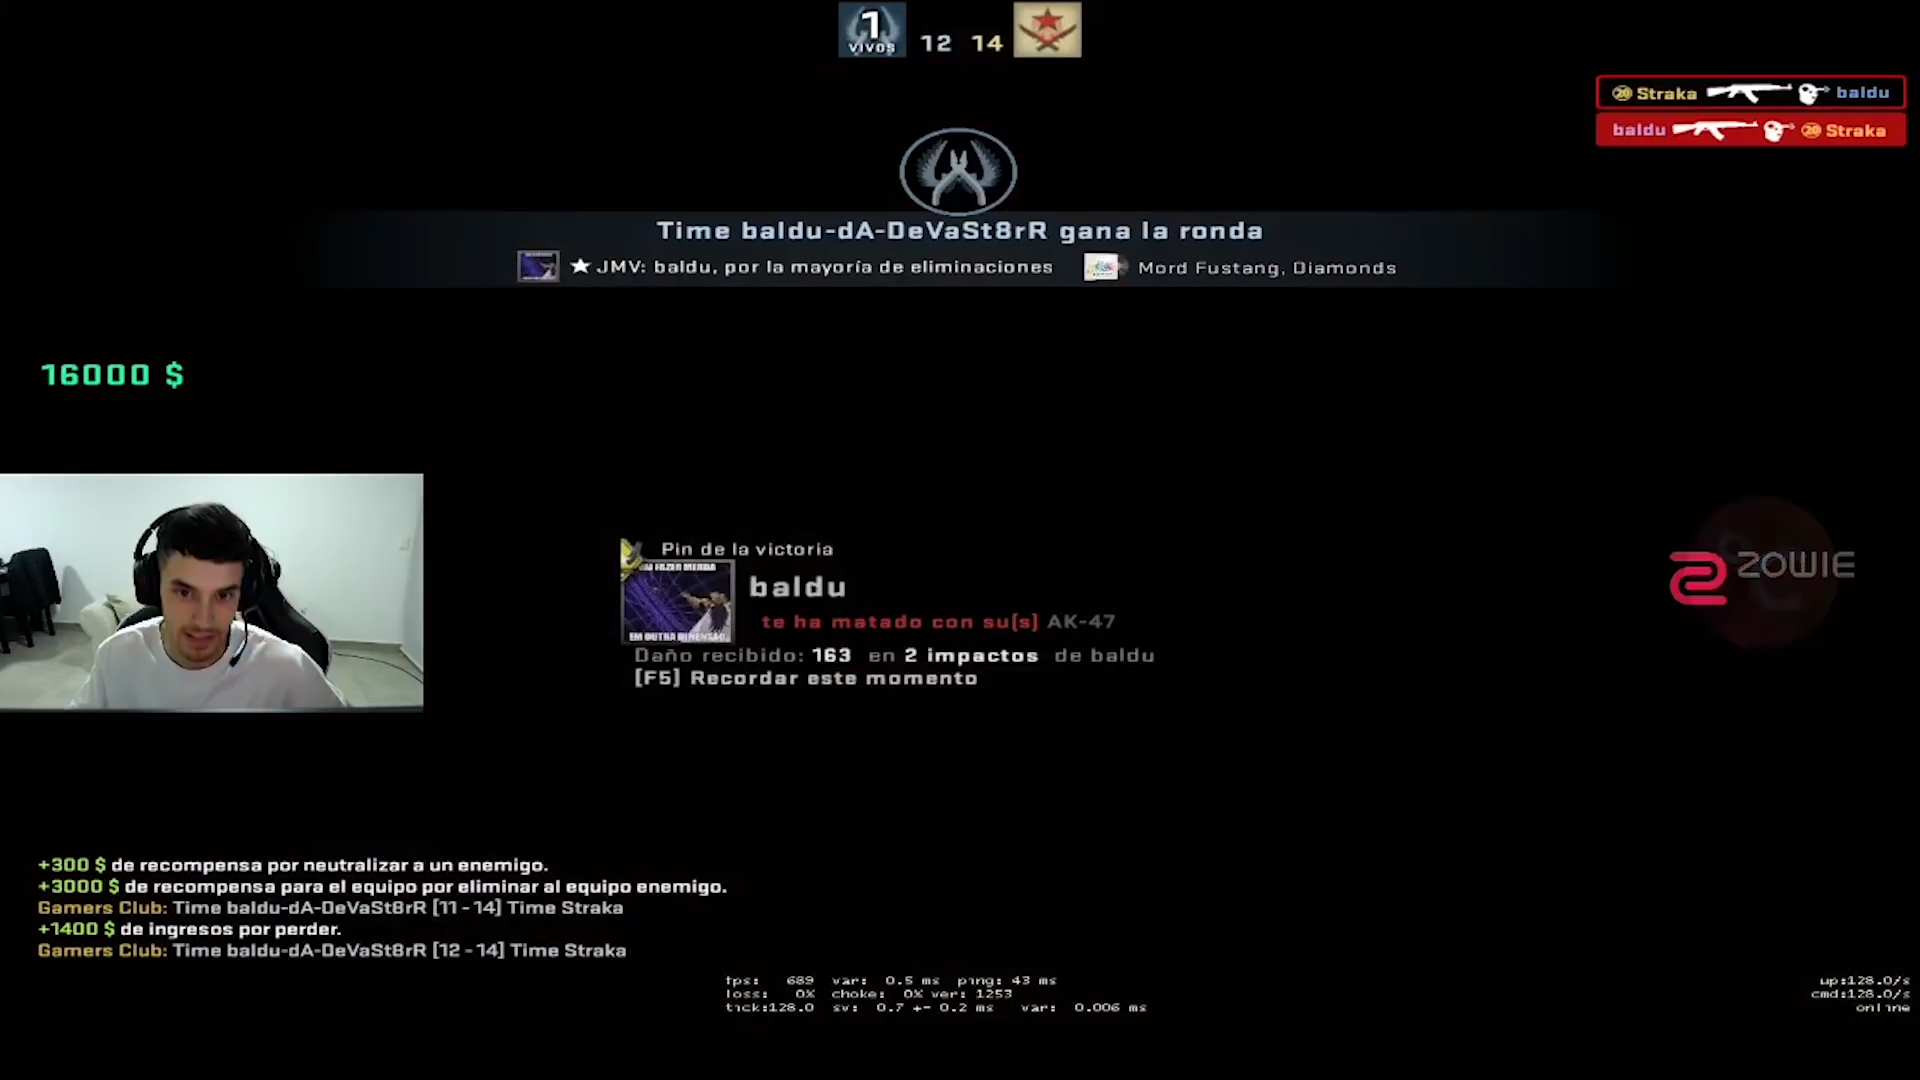 1
VIVOS
12 14
20 Straka baldu
baldu 20 Straka
Time baldu-dA-DeVaSt8rR gana la ronda
★ JMV: baldu, por la mayoría de eliminaciones Mord Fustang, Diamonds
16000 $
ZOWIE
Pin de la victoria
EM OUTRA DIMENSÃO
baldu
te ha matado con su(s) AK-47
Daño recibido: 163 en 2 impactos de baldu
[F5] Recordar este momento
+300 $ de recompensa por neutralizar a un enemigo.
+3000 $ de recompensa para el equipo por eliminar al equipo enemigo.
Gamers Club: Time baldu-dA-DeVaSt8rR [11 - 14] Time Straka
+1400 $ de ingresos por perder.
Gamers Club: Time baldu-dA-DeVaSt8rR [12 - 14] Time Straka
fps: 689 var: 0.5 ms ping: 43 ms
loss: 0% choke: 0% ver: 1253
tick:128.0 sv: 0.7 +- 0.2 ms var: 0.006 ms
up:128.0/s
cmd:128.0/s
online